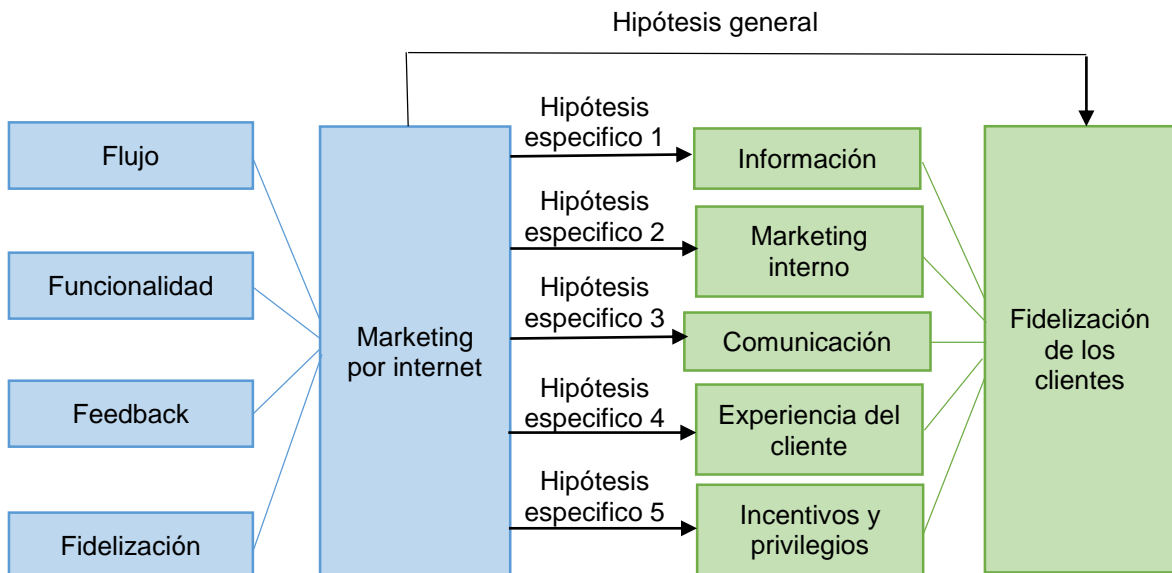 Hipótesis general
Flujo
Funcionalidad
Feedback
Fidelización
Marketing
por internet
Hipótesis
especifico 1
Hipótesis
especifico 2
Hipótesis
especifico 3
Hipótesis
especifico 4
Hipótesis
especifico 5
Información
Marketing
interno
Comunicación
Experiencia del
cliente
Incentivos y
privilegios
Fidelización
de los
clientes